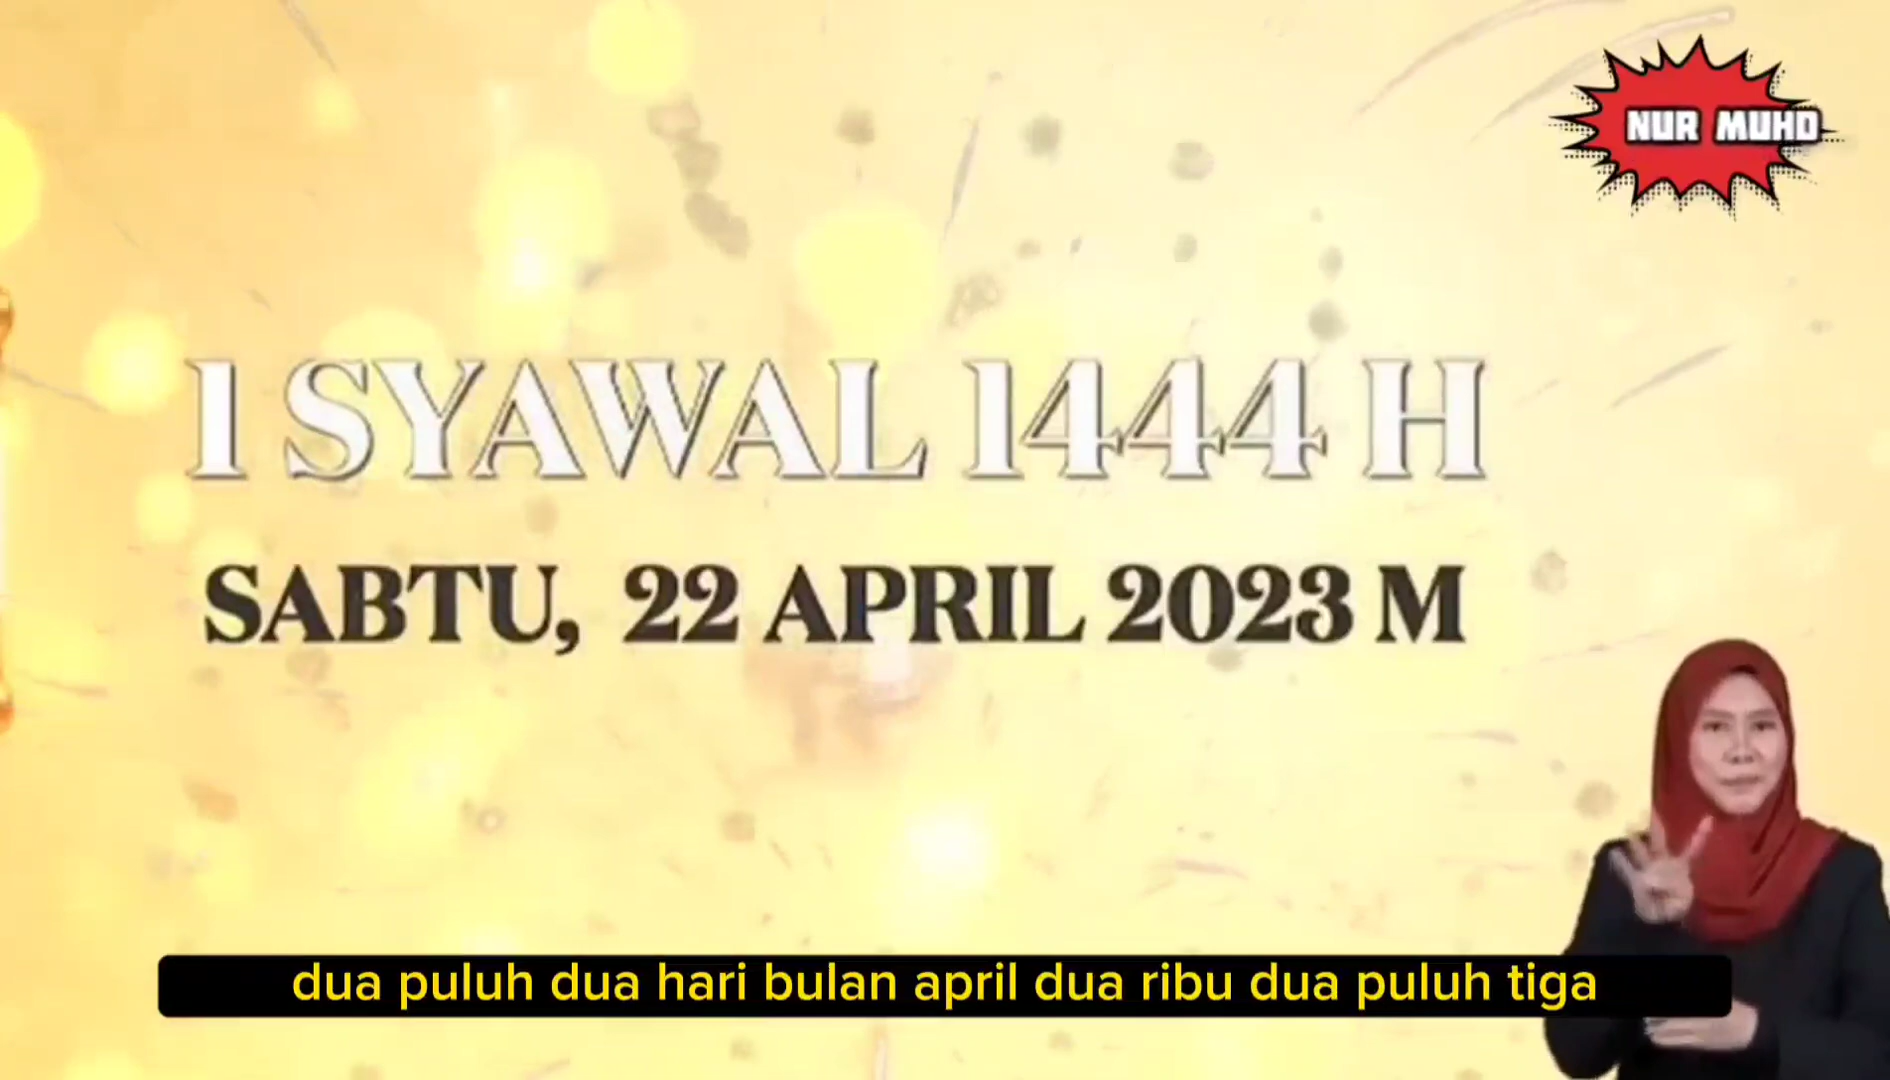 NUR MUHD
1 SYAWAL 1444 H
SABTU, 22 APRIL 2023 M
dua puluh dua hari bulan april dua ribu dua puluh tiga